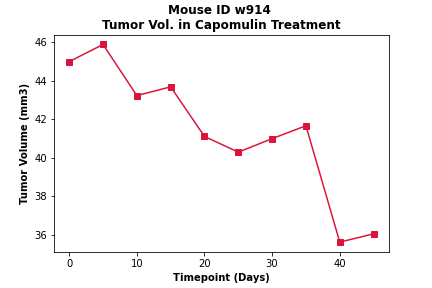 Mouse ID w914
Tumor Vol. in Capomulin Treatment
Tumor Volume (mm3)
46
44
42
40
38
36
0 10 20 30 40
Timepoint (Days)